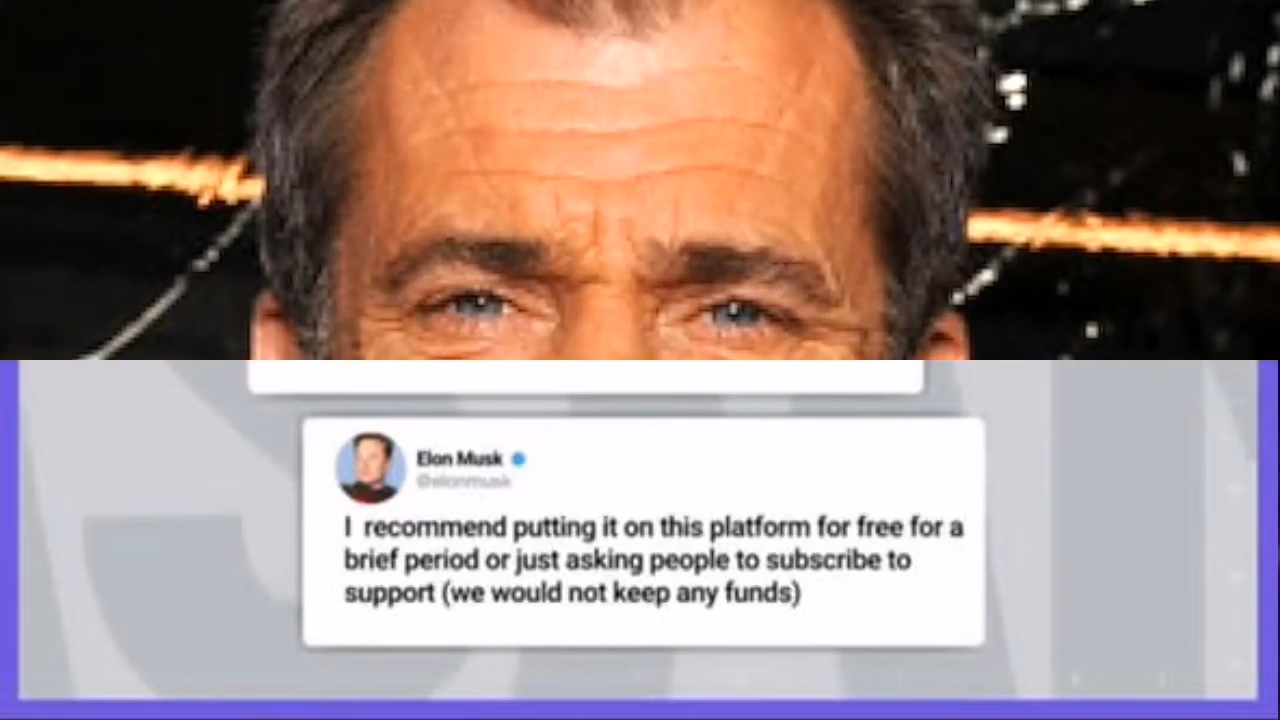 Elon Musk
@elonmusk
I recommend putting it on this platform for free for a
brief period or just asking people to subscribe to
support (we would not keep any funds)